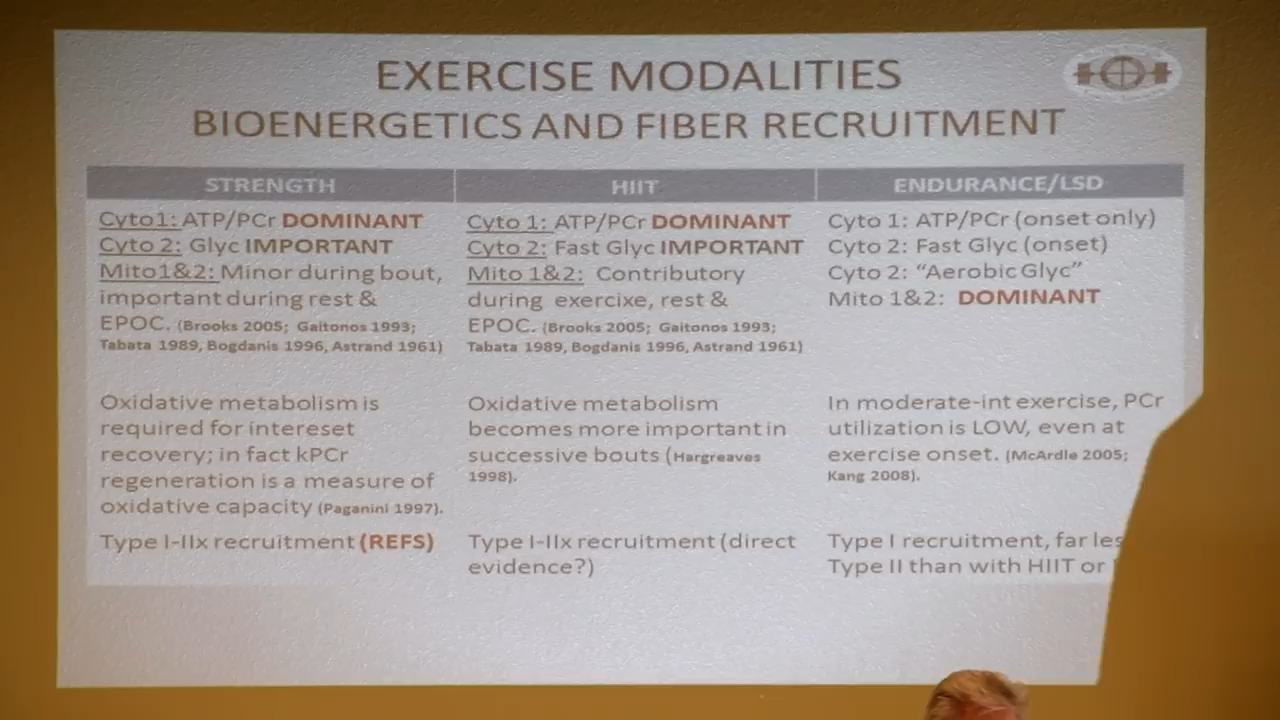 EXERCISE MODALITIES
BIOENERGETICS AND FIBER RECRUITMENT
STRENGTH
Cyto1: ATP/PCr DOMINANT
Cyto 2: Glyc IMPORTANT
Mito1&2: Minor during bout,
important during rest &
EPOC. (Brooks 2005; Gaitonos 1993;
Tabata 1989, Bogdanis 1996, Astrand 1961)
Oxidative metabolism is
required for intereset
recovery; in fact kPCr
regeneration is a measure of
oxidative capacity (Paganini 1997).
Type I-IIx recruitment (REFS)
HIIT
Cyto 1: ATP/PCr DOMINANT
Cyto 2: Fast Glyc IMPORTANT
Mito 1&2: Contributory
during exercixe, rest &
EPOC. (Brooks 2005; Gaitonos 1993;
Tabata 1989, Bogdanis 1996, Astrand 1961)
Oxidative metabolism
becomes more important in
successive bouts (Hargreaves
1998).
Type I-IIx recruitment (direct
evidence?)
ENDURANCE/LSD
Cyto 1: ATP/PCr (onset only)
Cyto 2: Fast Glyc (onset)
Cyto 2: “Aerobic Glyc”
Mito 1&2: DOMINANT
In moderate-int exercise, PCr
utilization is LOW, even at
exercise onset. (McArdle 2005;
Kang 2008).
Type I recruitment, far les
Type II than with HIIT or